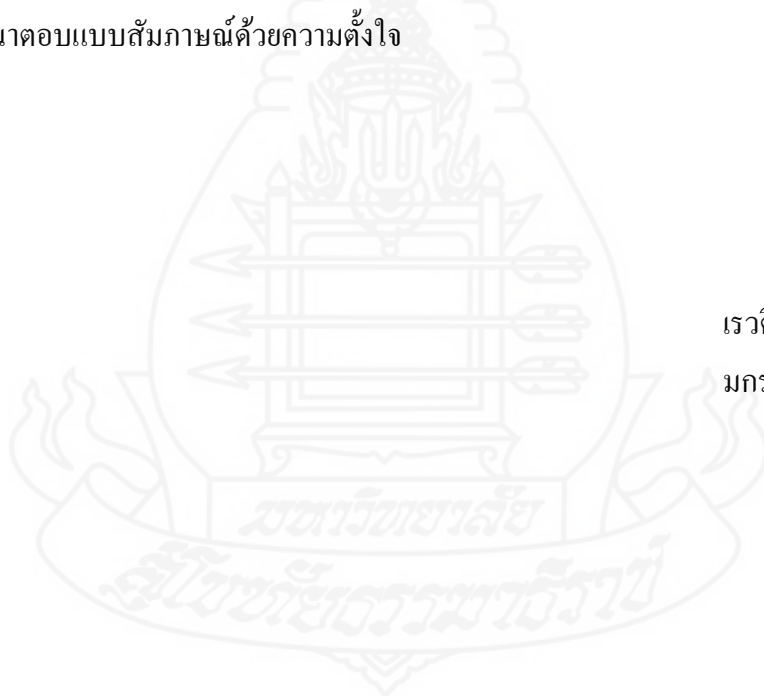 นาตอบแบบสัมภาษณ์ด้วยความตั้งใจ
มหาวิทยาลัย
สุโขทัยธรรมาธิราช